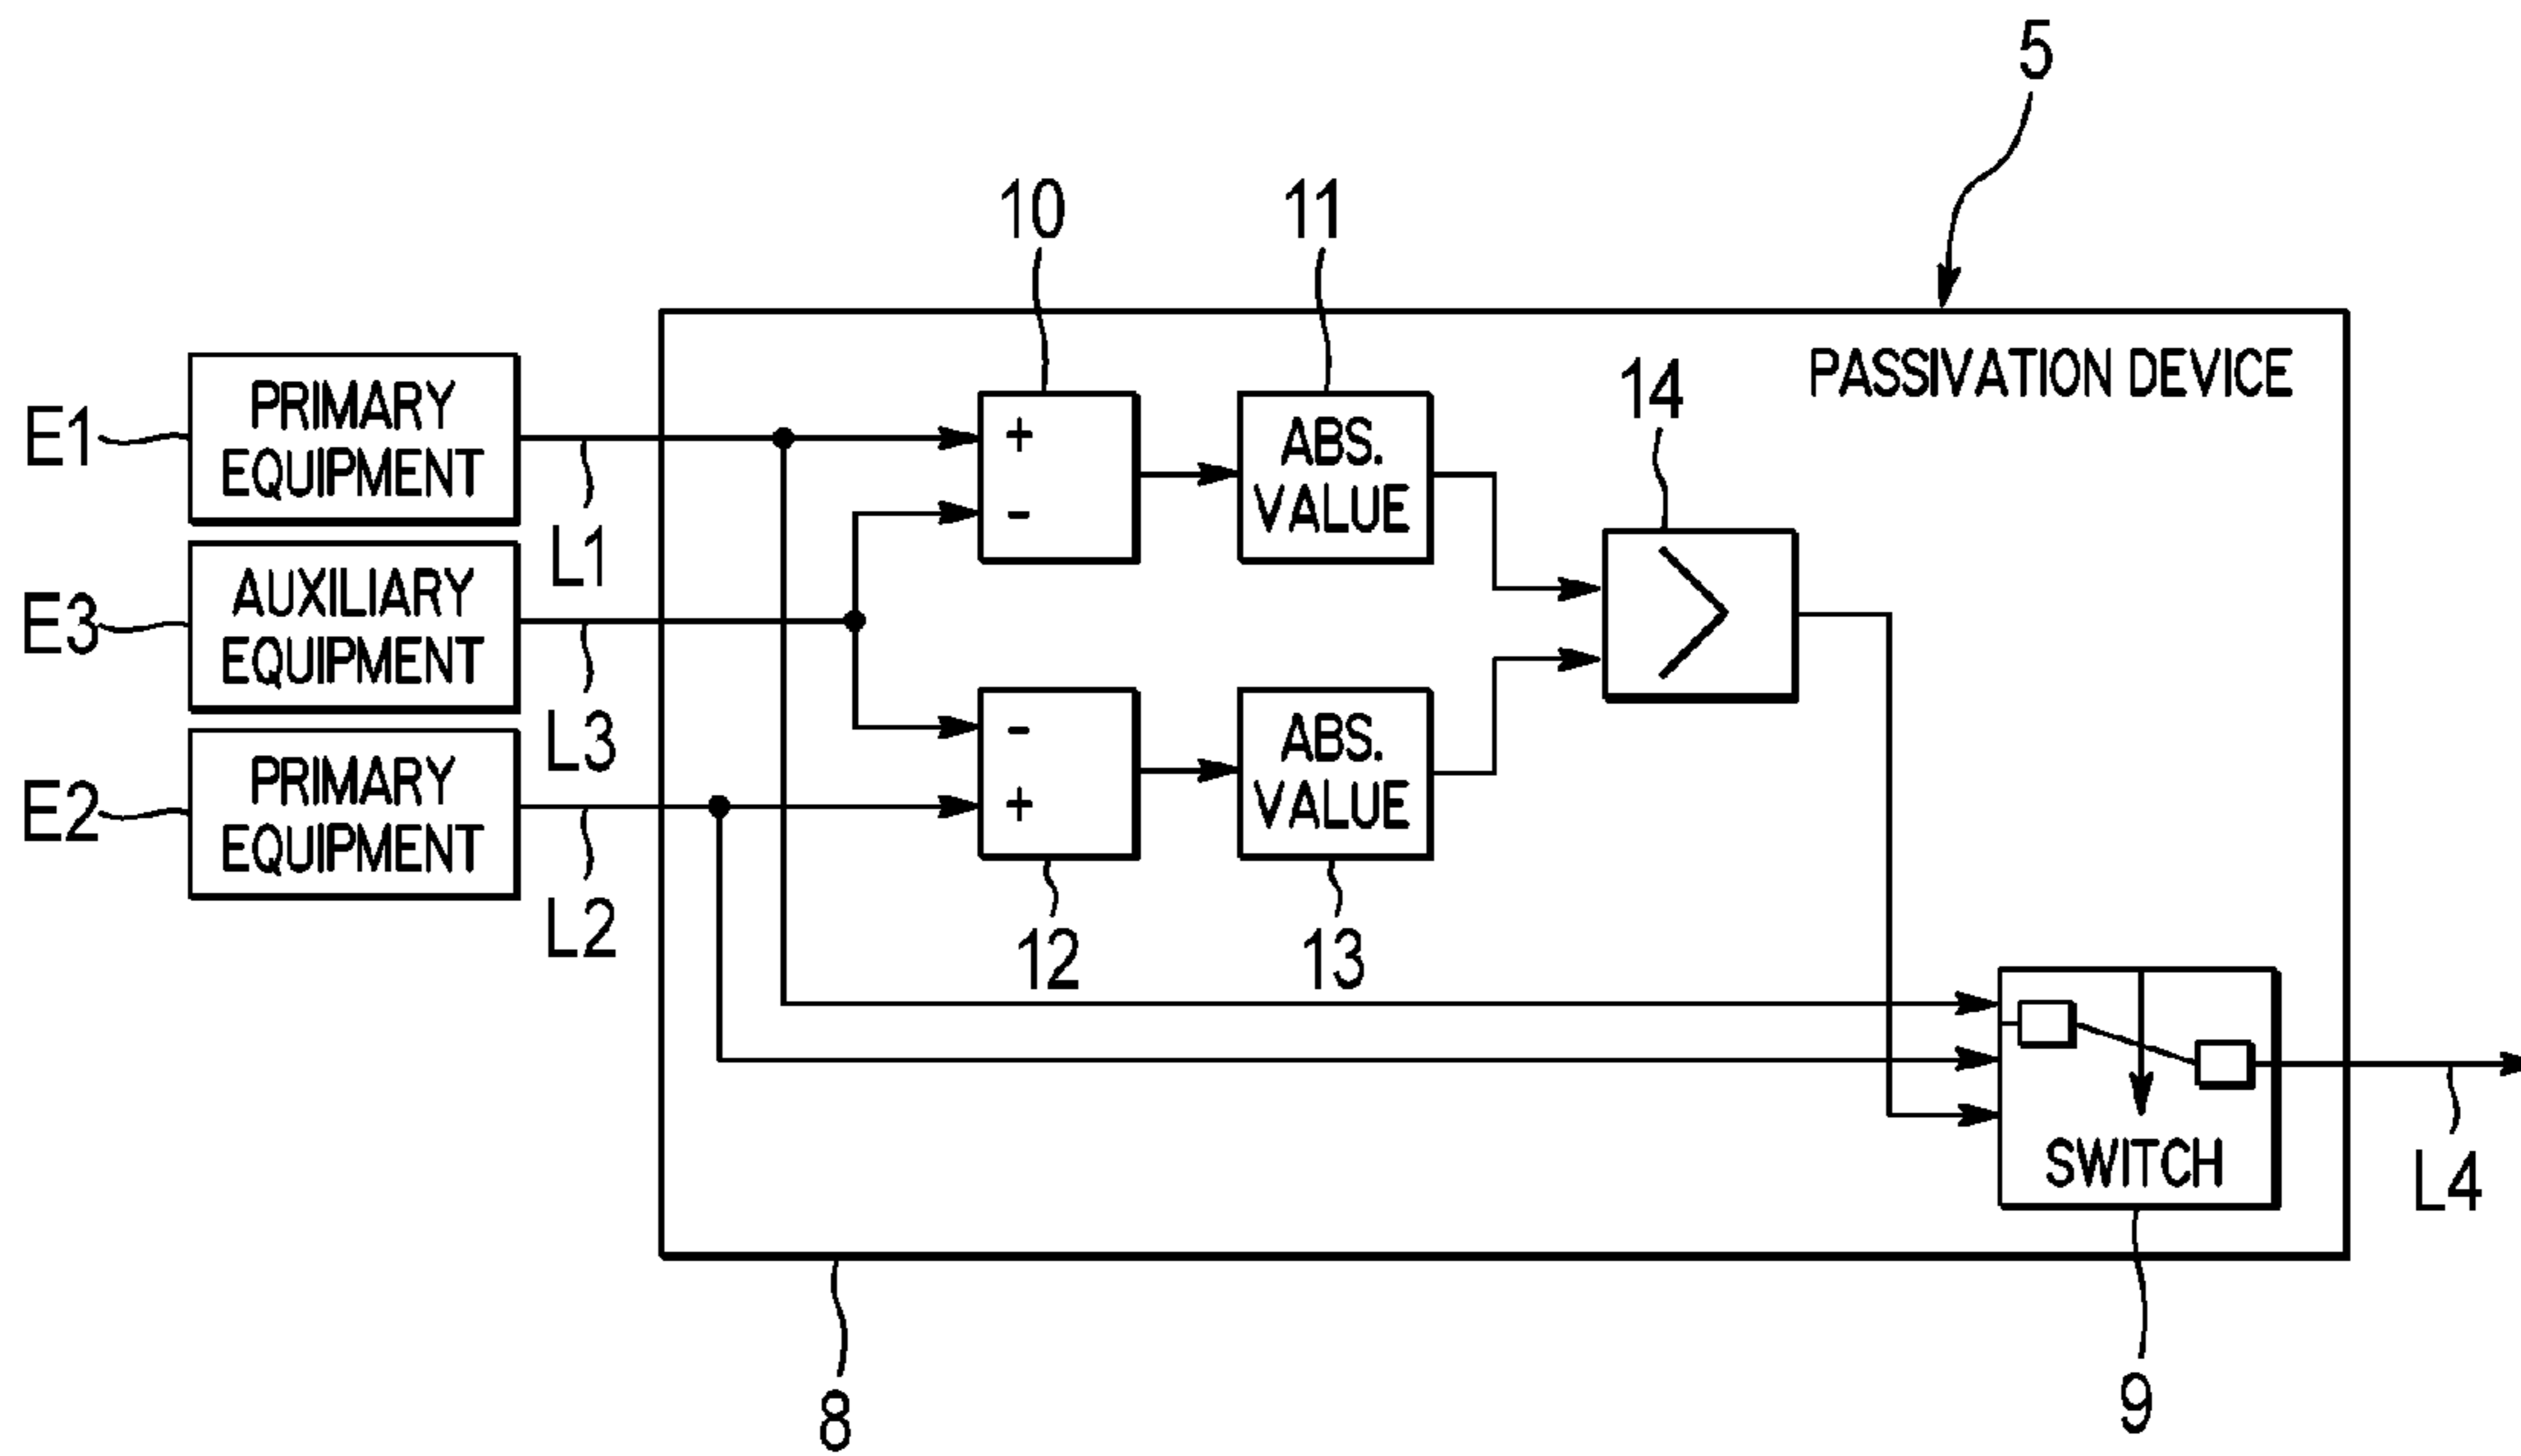 5
10
11
PASSIVATION DEVICE
14
E1
PRIMARY
EQUIPMENT
+
-
ABS.
VALUE
L1
E3
AUXILIARY
EQUIPMENT
L3
E2
PRIMARY
EQUIPMENT
-
+
ABS.
VALUE
L2
12
13
SWITCH
L4
8
9